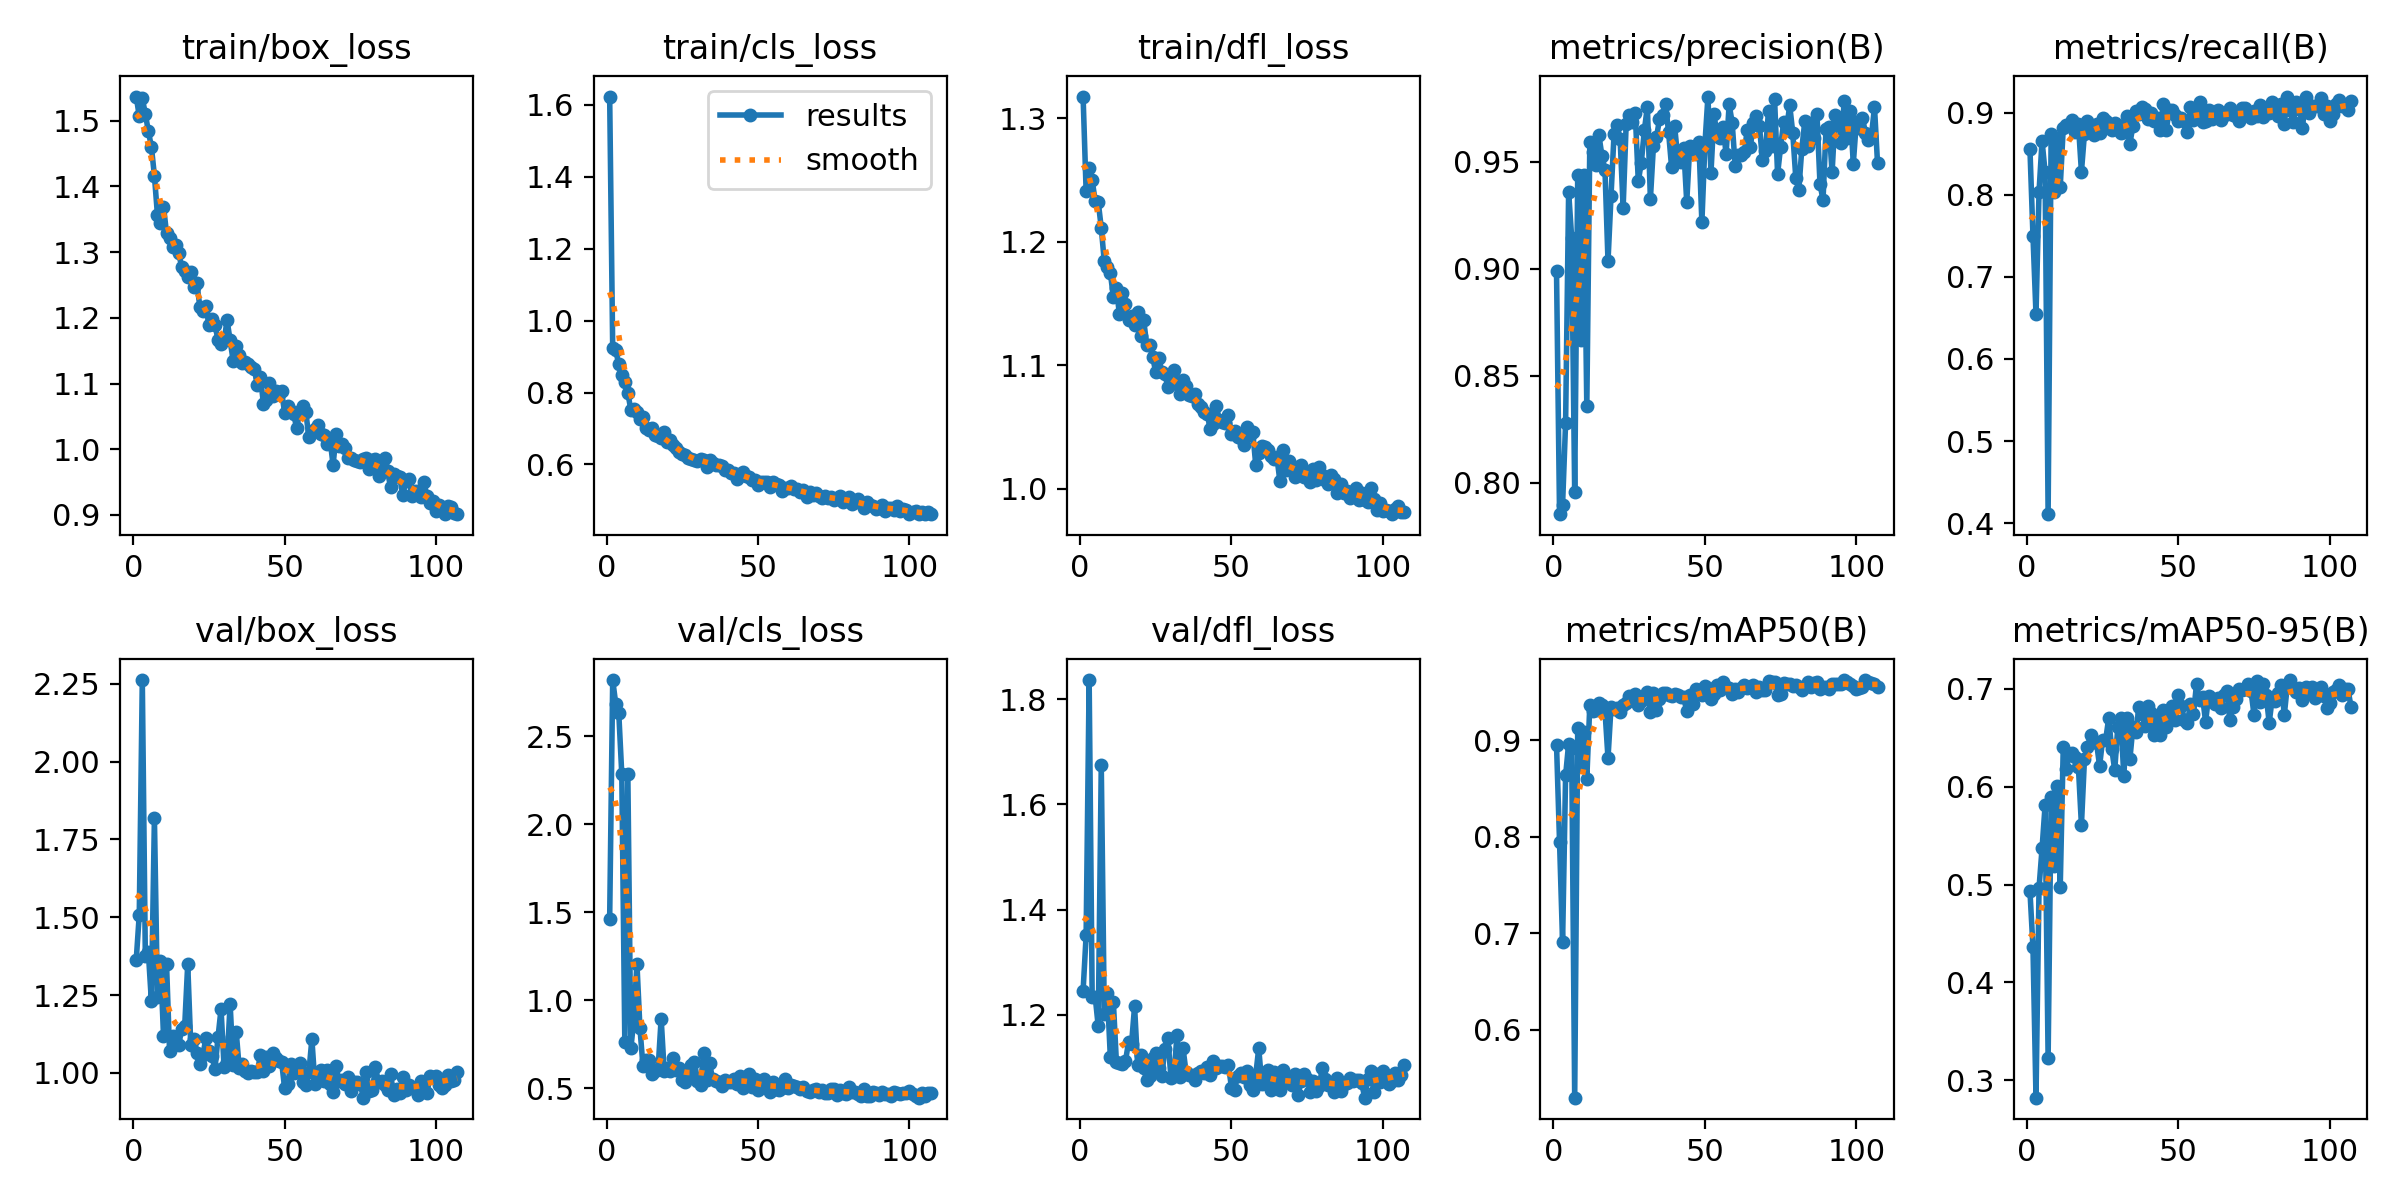 train/box_loss
1.5
1.4
1.3
1.2
1.1
1.0
0.9
0 50 100
train/cls_loss
results
smooth
1.6
1.4
1.2
1.0
0.8
0.6
0 50 100
train/dfl_loss
1.3
1.2
1.1
1.0
0 50 100
metrics/precision(B)
0.95
0.90
0.85
0.80
0 50 100
metrics/recall(B)
0.9
0.8
0.7
0.6
0.5
0.4
0 50 100
val/box_loss
2.25
2.00
1.75
1.50
1.25
1.00
0 50 100
val/cls_loss
2.5
2.0
1.5
1.0
0.5
0 50 100
val/dfl_loss
1.8
1.6
1.4
1.2
0 50 100
metrics/mAP50(B)
0.9
0.8
0.7
0.6
0 50 100
metrics/mAP50-95(B)
0.7
0.6
0.5
0.4
0.3
0 50 100